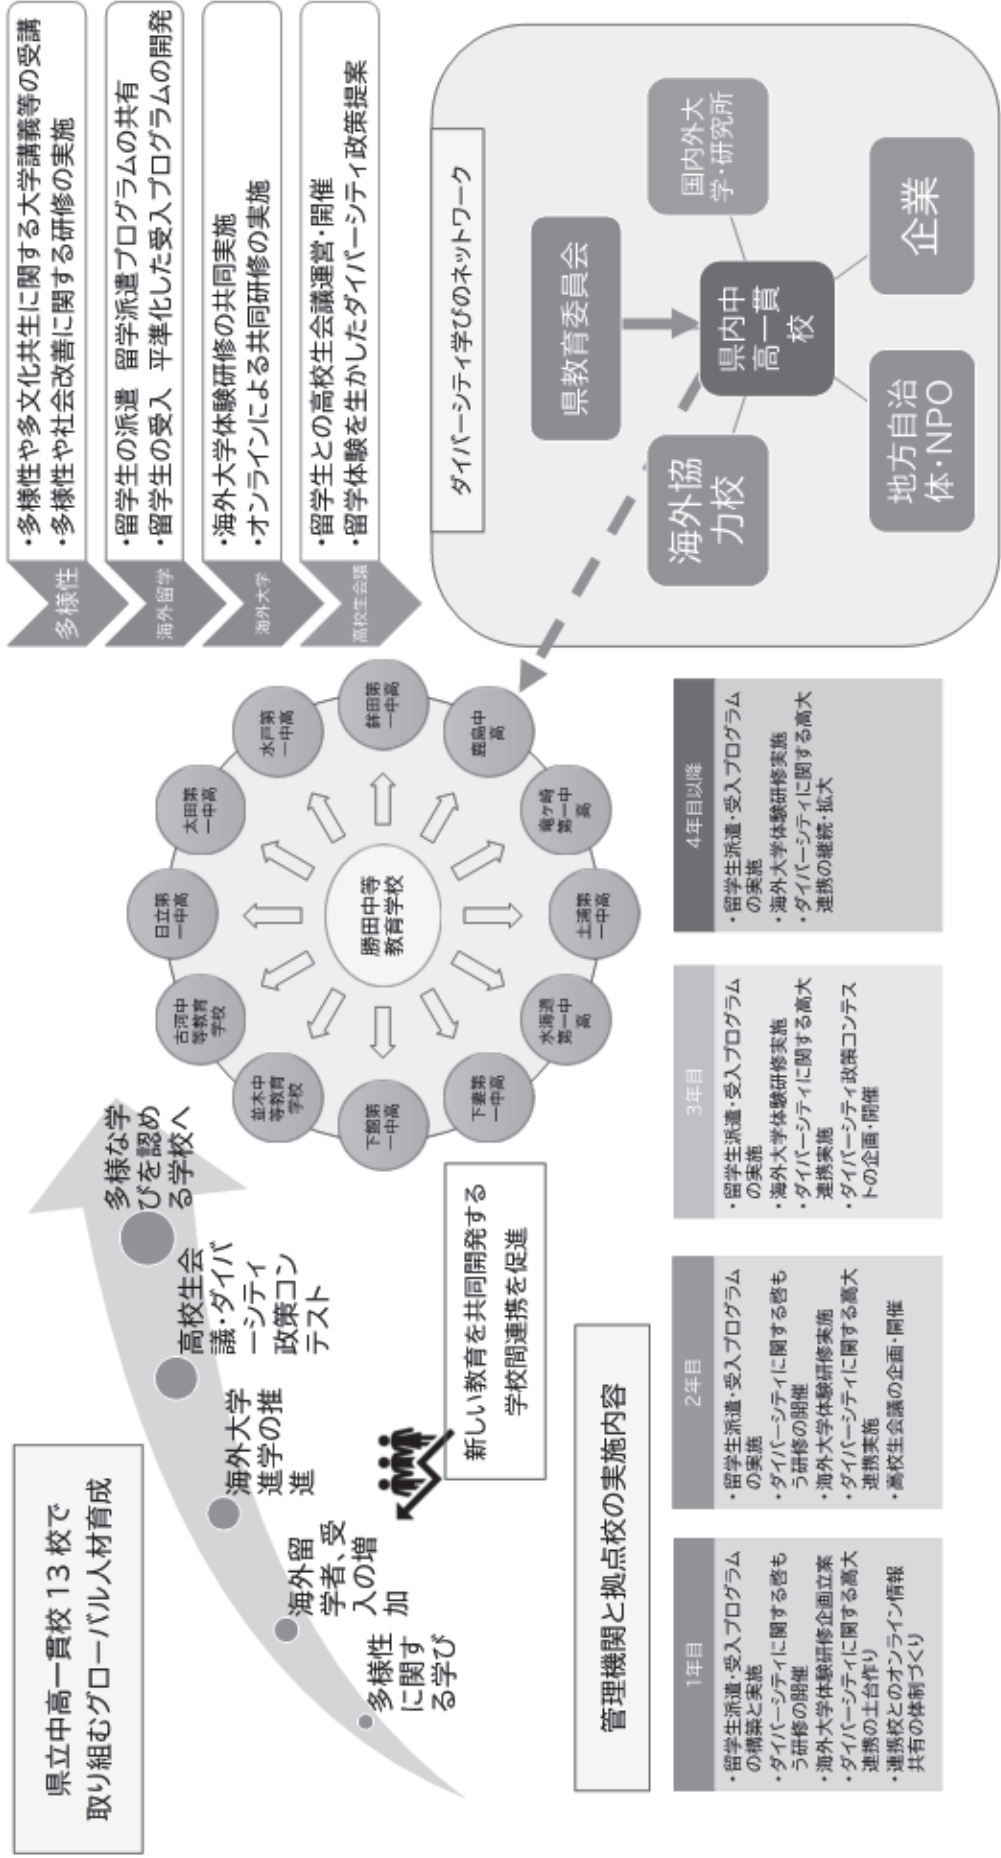 県立中高一貫校 13 校で
取り組むグローバル人材育成
多様性
に関す
る学び
海外留
学者、受
入の増
加
海外大学
進学の推
進
高校生会
議・ダイバ
ーシティ
政策コン
テスト
多様な学
びを認め
る学校へ
新しい教育を共同開発する
学校間連携を促進
勝田中等
教育学校
日立第
一中高
太田第
一中高
水戸第
一中高
鉾田第
一中高
鹿島中
高
竜ヶ崎
第一中
高
土浦第
一中高
水海道
第一中
高
下妻第
一中高
下館第
一中高
並木中
等教育
学校
古河中
等教育
学校
多様性
・多様性や多文化共生に関する大学講義等の受講
・多様性や社会改善に関する研修の実施
海外留学
・留学生の派遣 留学派遣プログラムの共有
・留学生の受入 平準化した受入プログラムの開発
海外大学
・海外大学体験研修の共同実施
・オンラインによる共同研修の実施
高校生会議
・留学生との高校生会議運営・開催
・留学体験を生かしたダイバーシティ政策提案
ダイバーシティ学びのネットワーク
県教育委員会
海外協
力校
県内中
高一貫
校
国内外大
学・研究所
地方自治
体・NPO
企業
管理機関と拠点校の実施内容
1年目
・留学生派遣・受入プログラム
の構築と実施
・ダイバーシティに関する啓も
う研修の開催
・海外大学体験研修企画立案
・ダイバーシティに関する高大
連携の土台作り
・連携校とのオンライン情報
共有の体制づくり
2年目
・留学生派遣・受入プログラム
の実施
・ダイバーシティに関する啓も
う研修の開催
・海外大学体験研修実施
・ダイバーシティに関する高大
連携実施
・高校生会議の企画・開催
3年目
・留学生派遣・受入プログラム
の実施
・海外大学体験研修実施
・ダイバーシティに関する高大
連携実施
・ダイバーシティ政策コンテス
トの企画・開催
4年目以降
・留学生派遣・受入プログラム
の実施
・海外大学体験研修実施
・ダイバーシティに関する高大
連携の継続・拡大